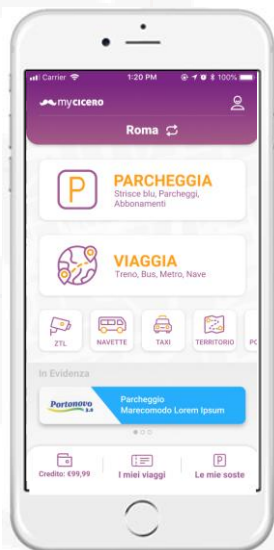 Carrier 1:20 PM 100%
mycicero
Roma
P PARCHEGGIA
Strisce blu, Parcheggi,
Abbonamenti
VIAGGIA
Treno, Bus, Metro, Nave
ZTL NAVETTE TAXI TERRITORIO PO
In Evidenza
Portonovo Parcheggio
Marecomodo Lorem Ipsum
P
Credito: €99,99 I miei viaggi Le mie soste